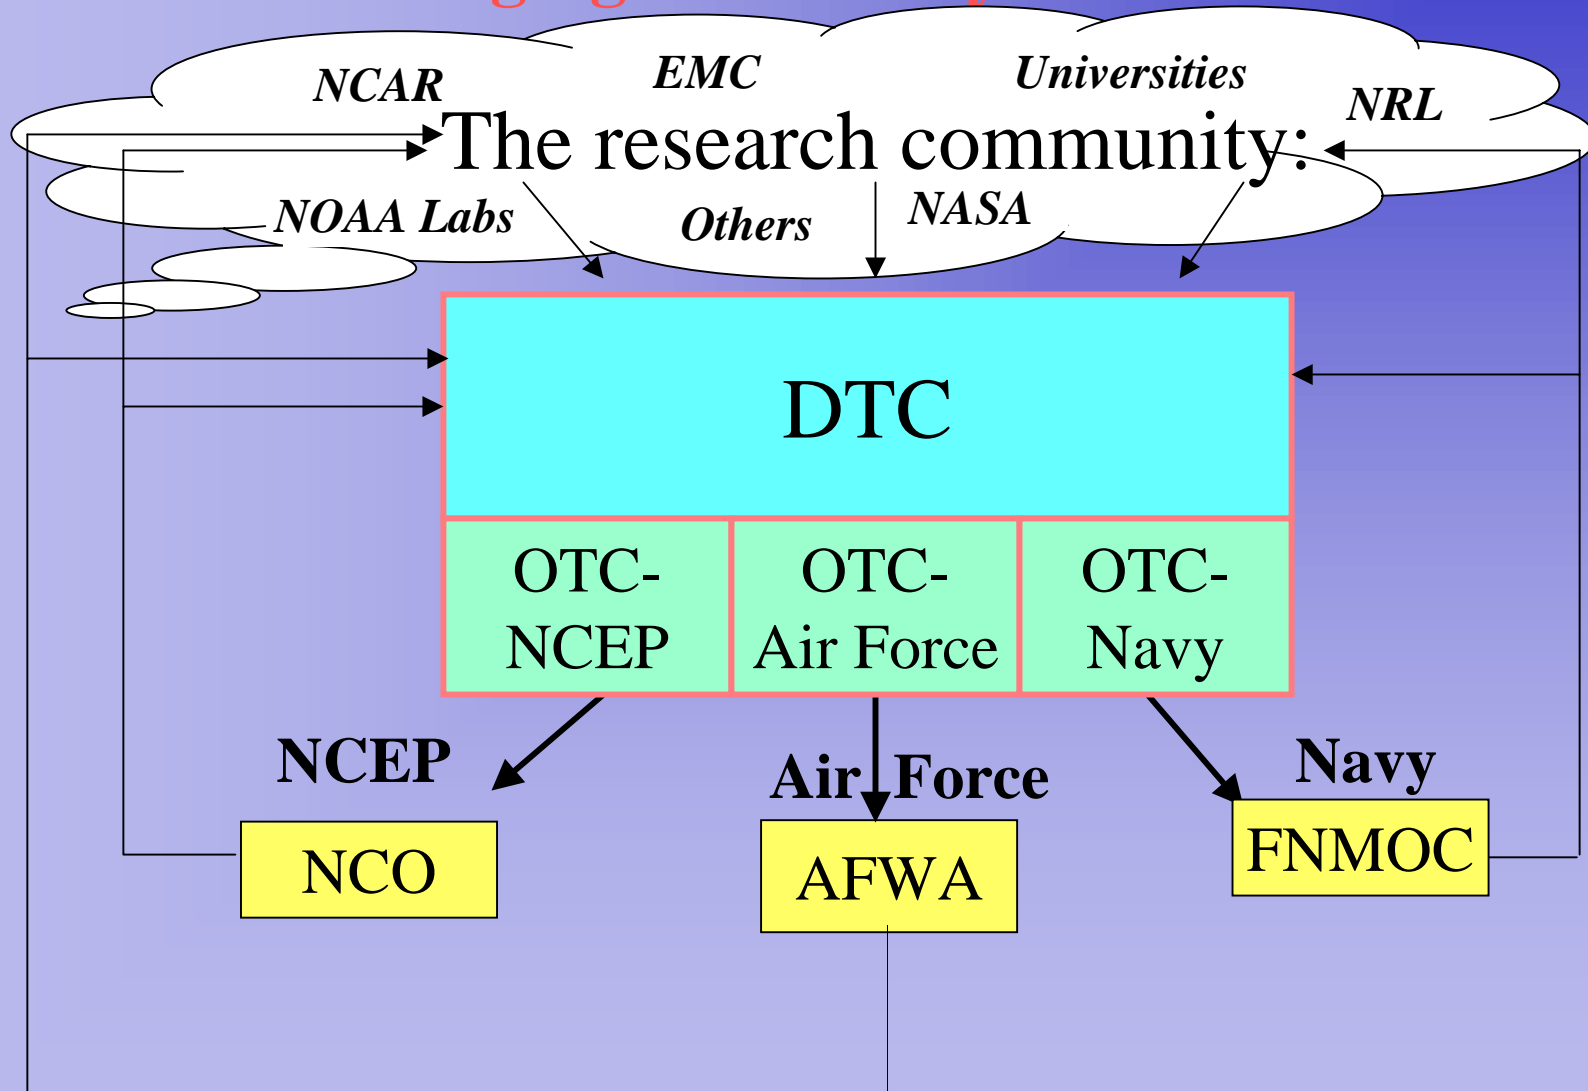 NCAR
EMC
Universities
NRL
The research community:
NOAA Labs
Others
NASA
DTC
OTC-
NCEP
OTC-
Air Force
OTC-
Navy
NCEP
Air Force
Navy
NCO
AFWA
FNMOC